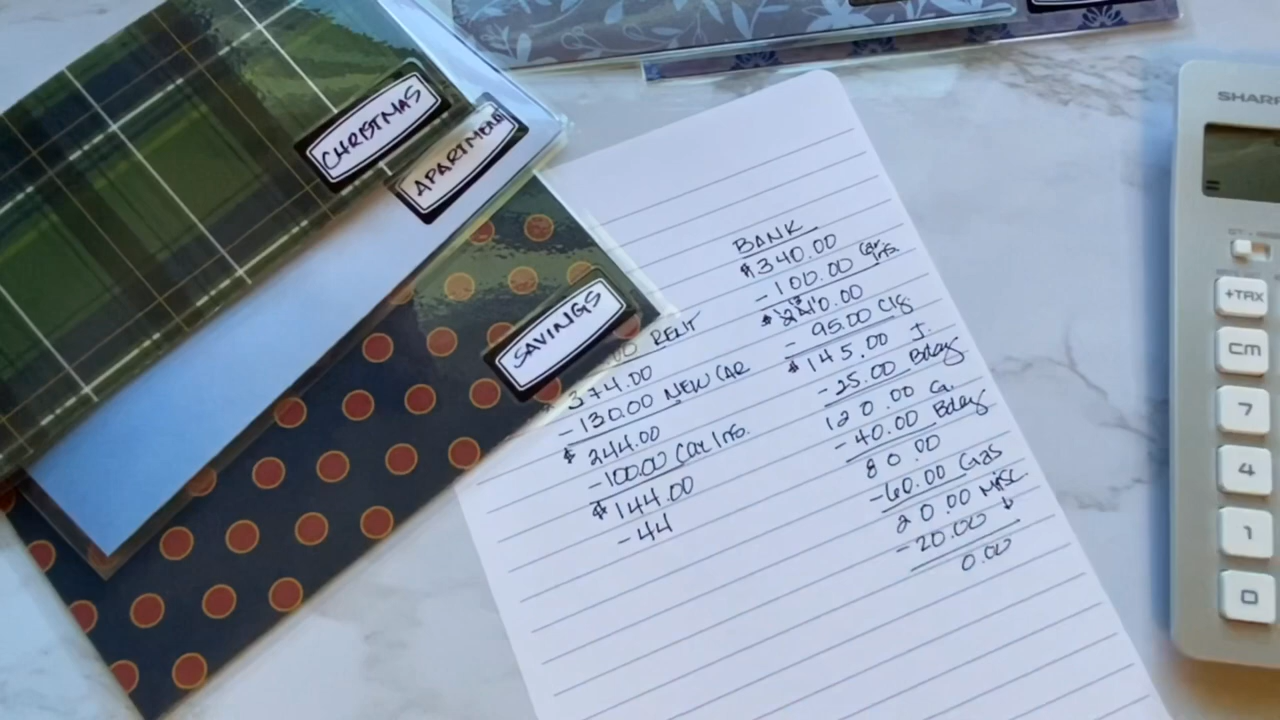 CHRISTMAS
APARTMENT
SAVINGS
RENT
374.00
-130.00 NEW CAR
$ 244.00
-100.00 Car Info.
$ 144.00
-44
BANK
$340.00
-100.00 Car Info.
$ 240.00
- 95.00 Clg
$ 145.00
-25.00 J. Bday
120.00
-40.00 G. Bday
80.00
-60.00 Gas
20.00 MISC
-20.00 ↓
0.00
SHARP
+TAX
CM
7
4
1
0